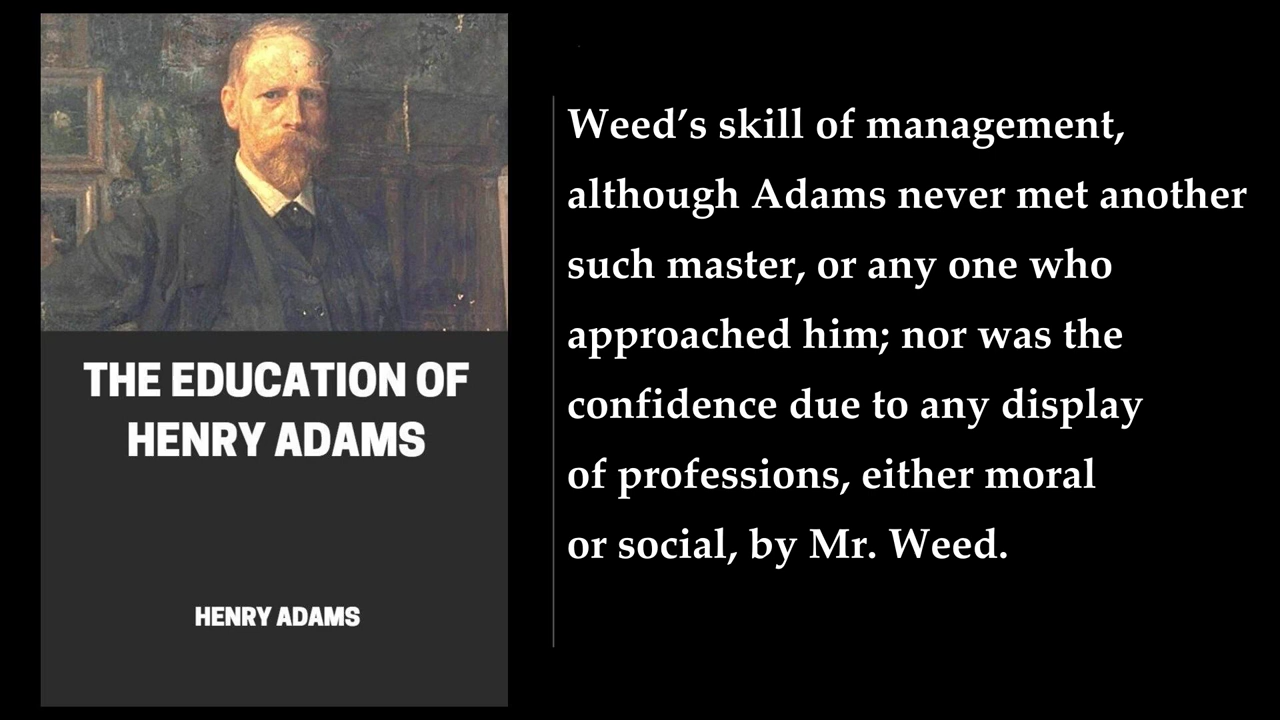 THE EDUCATION OF
HENRY ADAMS
HENRY ADAMS
Weed’s skill of management,
although Adams never met another
such master, or any one who
approached him; nor was the
confidence due to any display
of professions, either moral
or social, by Mr. Weed.